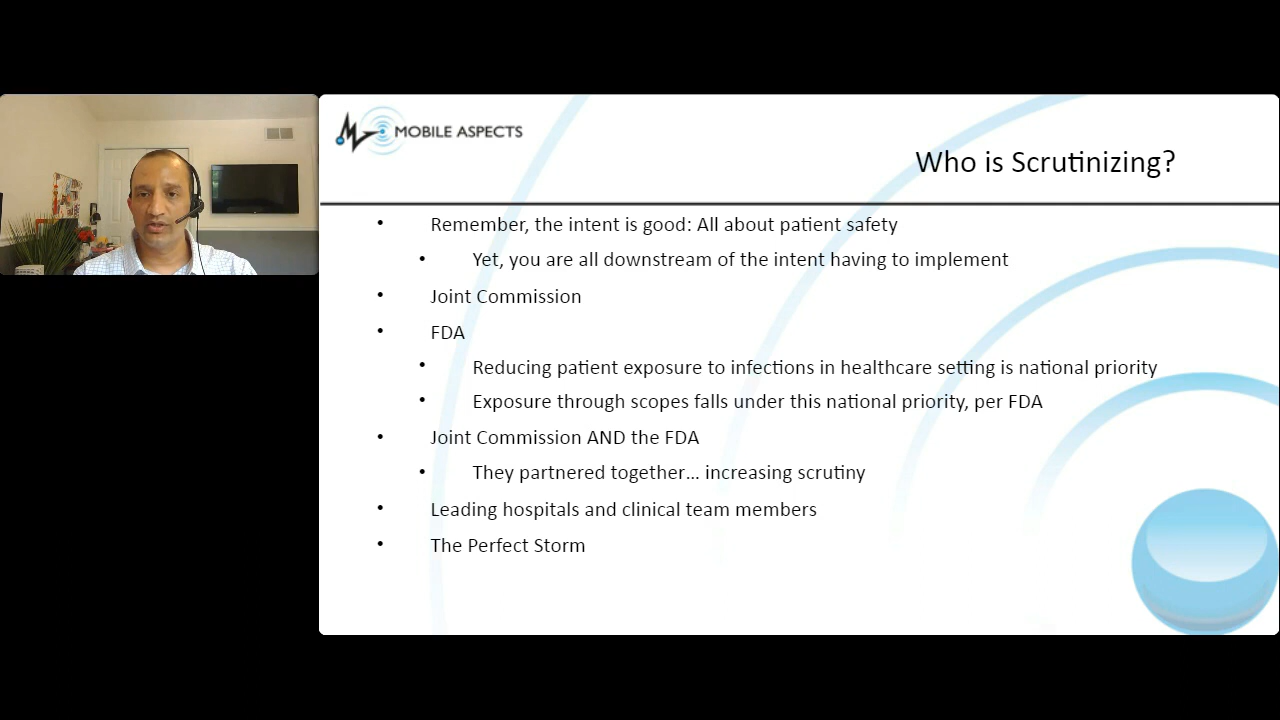 MOBILE ASPECTS
Who is Scrutinizing?
• Remember, the intent is good: All about patient safety
• Yet, you are all downstream of the intent having to implement
• Joint Commission
• FDA
• Reducing patient exposure to infections in healthcare setting is national priority
• Exposure through scopes falls under this national priority, per FDA
• Joint Commission AND the FDA
• They partnered together... increasing scrutiny
• Leading hospitals and clinical team members
• The Perfect Storm